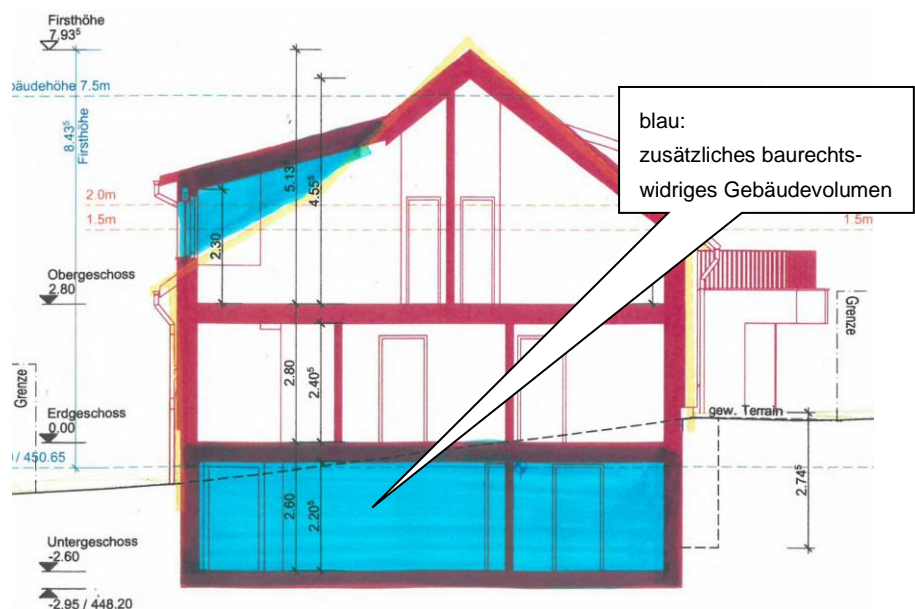 Firsthöhe
7.93⁵
bäudehöhe 7.5m
8.43⁵
Firsthöhe
5.13⁵
4.55⁵
blau:
zusätzliches baurechts-
widriges Gebäudevolumen
2.0m
1.5m
1.5m
2.30
Obergeschoss
2.80
Grenze
Grenze
2.80
2.40⁵
Erdgeschoss
0.00
gew. Terrain
/ 450.65
2.60
2.20⁵
2.74⁵
Untergeschoss
-2.60
-2.95 / 448.20